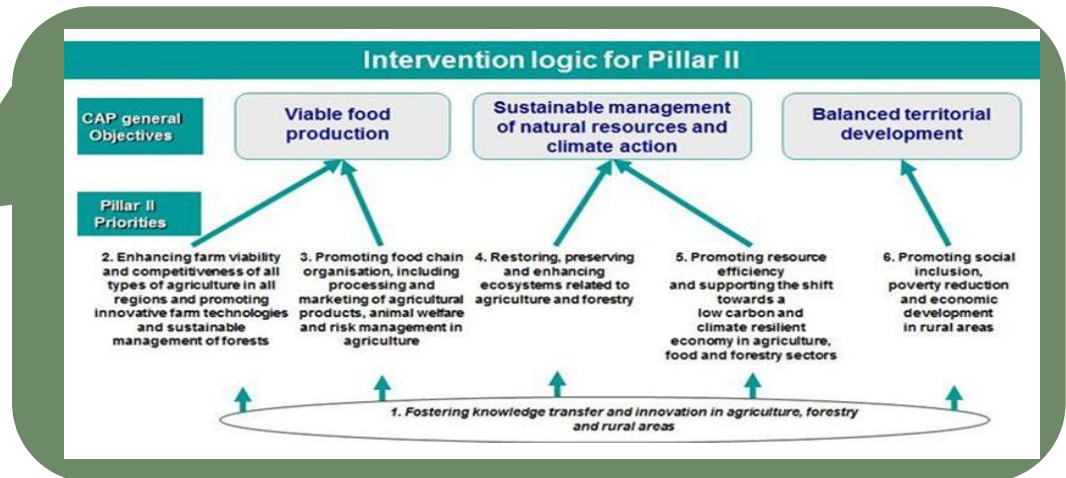 Intervention logic for Pillar II
CAP general
Objectives
Viable food
production
Sustainable management
of natural resources and
climate action
Balanced territorial
development
Pillar II
Priorities
2. Enhancing farm viability
and competitiveness of all
types of agriculture in all
regions and promoting
innovative farm technologies
and sustainable
management of forests
3. Promoting food chain
organisation, including
processing and
marketing of agricultural
products, animal welfare
and risk management in
agriculture
4. Restoring, preserving
and enhancing
ecosystems related to
agriculture and forestry
5. Promoting resource
efficiency
and supporting the shift
towards a
low carbon and
climate resilient
economy in agriculture,
food and forestry sectors
6. Promoting social
inclusion,
poverty reduction
and economic
development
in rural areas
1. Fostering knowledge transfer and innovation in agriculture, forestry
and rural areas